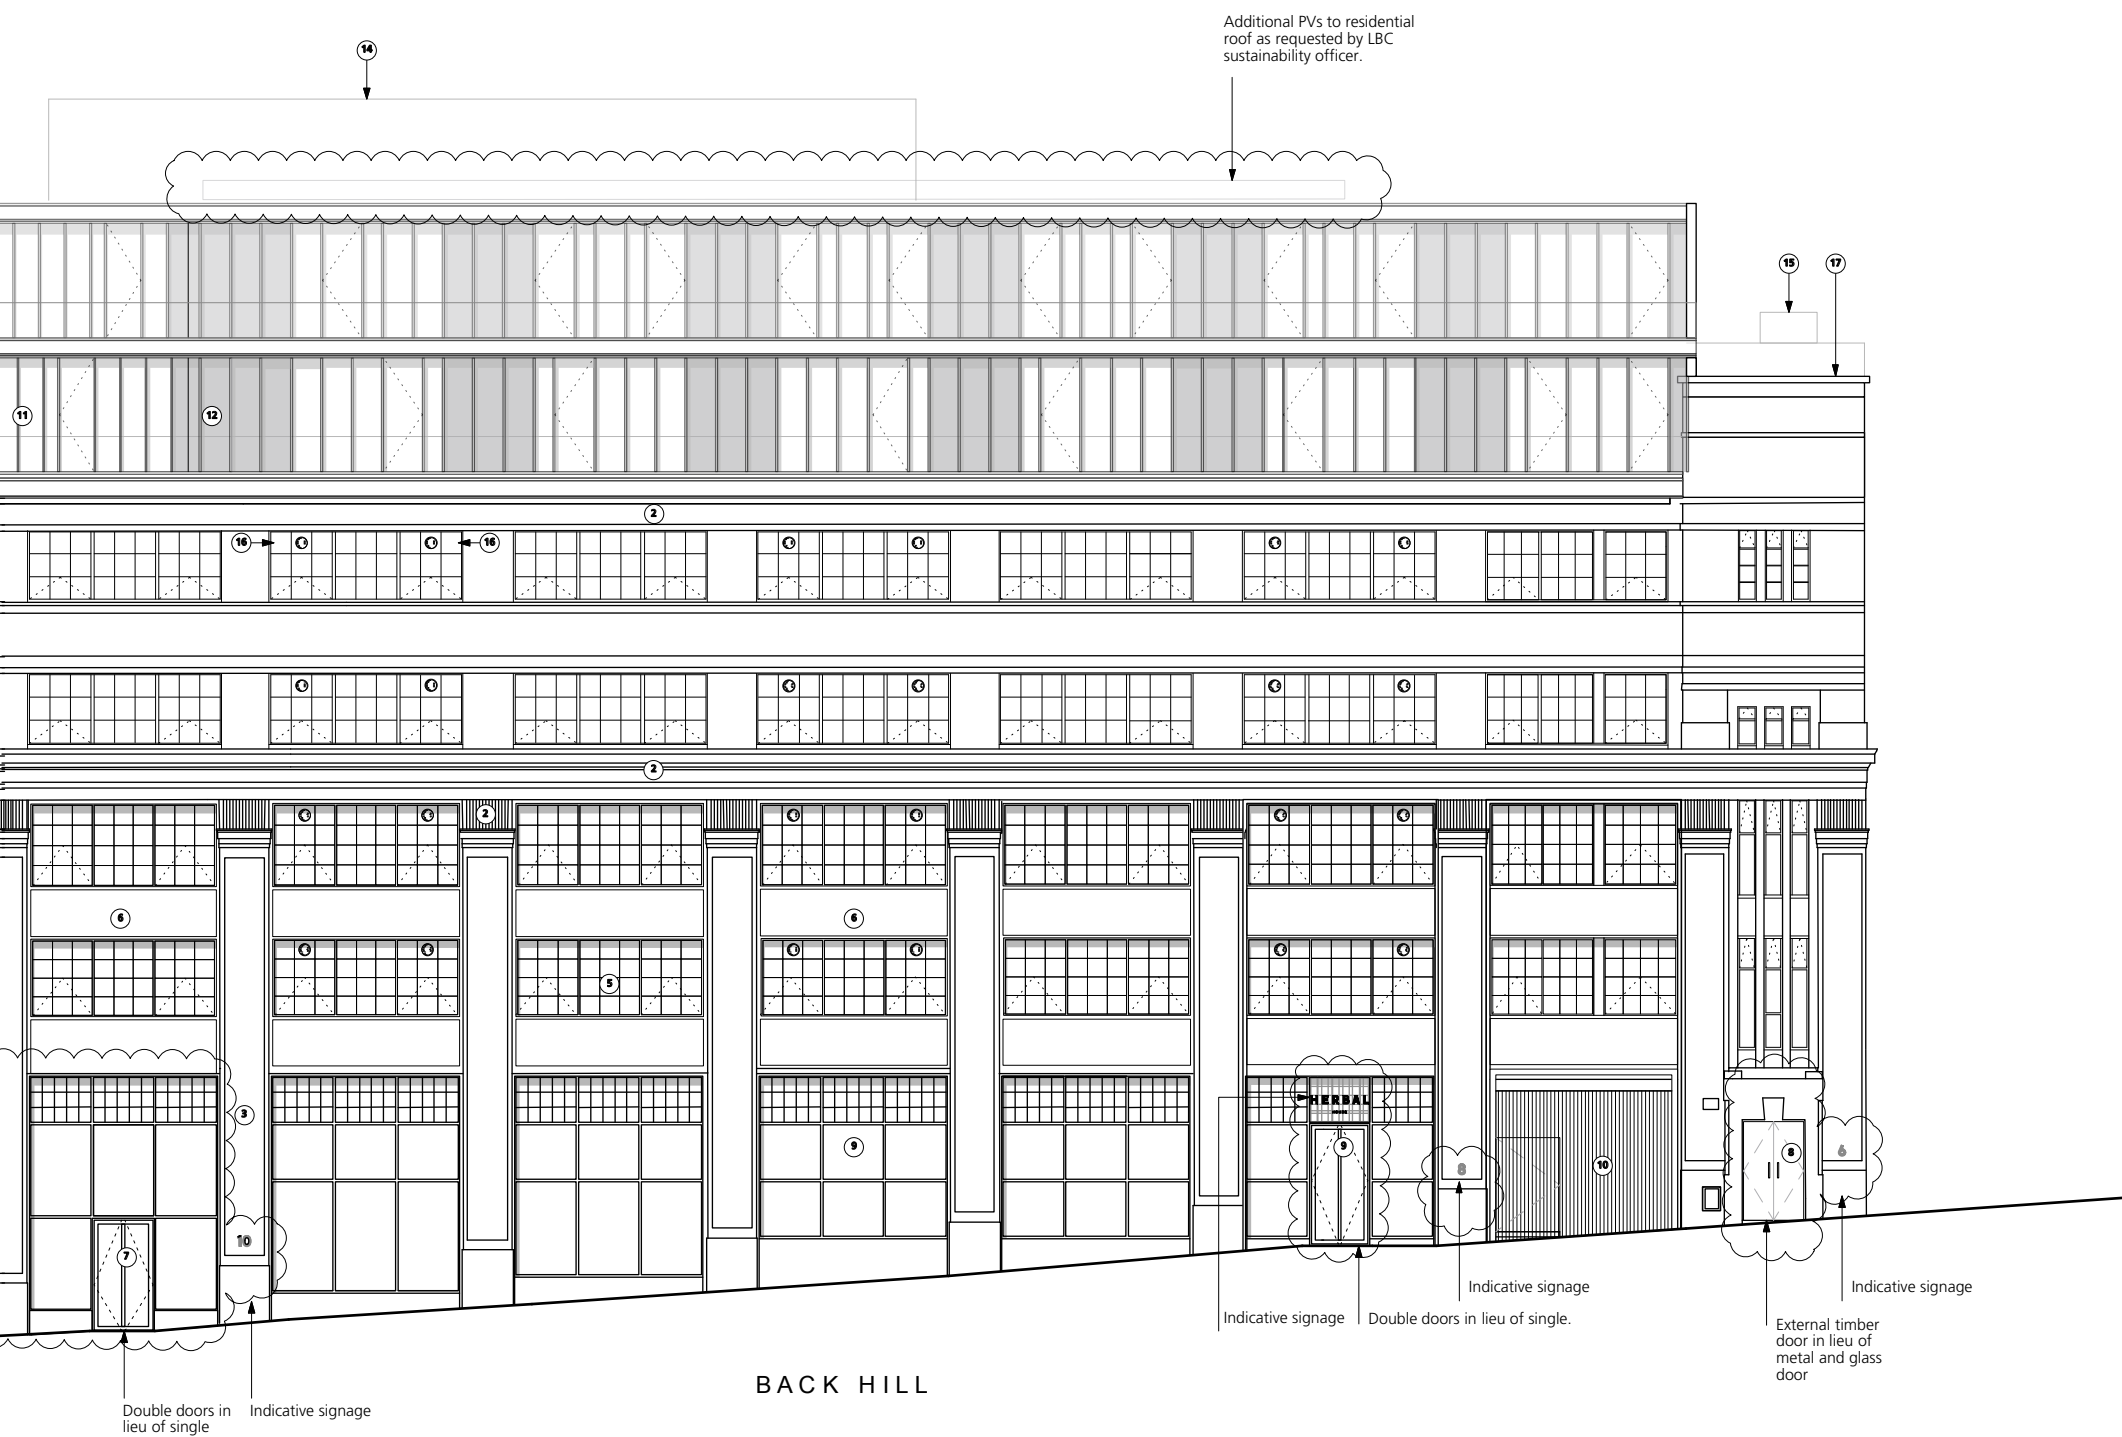 Additional PVs to residential
roof as requested by LBC
sustainability officer.
14
15
17
11
12
2
16
16
2
2
6
6
5
3
HERBAL
HOUSE
9
9
8
10
8
6
10
7
Indicative signage
Indicative signage
Indicative signage
Double doors in lieu of single.
External timber
door in lieu of
metal and glass
door
BACK HILL
Double doors in
lieu of single
Indicative signage